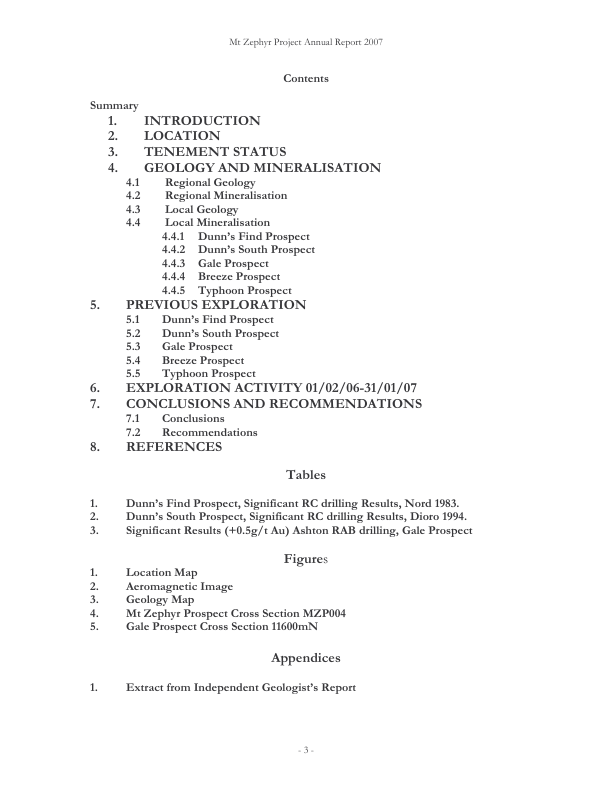 Mt Zephyr Project Annual Report 2007
Contents
Summary
1. INTRODUCTION
2. LOCATION
3. TENEMENT STATUS
4. GEOLOGY AND MINERALISATION
4.1 Regional Geology
4.2 Regional Mineralisation
4.3 Local Geology
4.4 Local Mineralisation
4.4.1 Dunn's Find Prospect
4.4.2 Dunn's South Prospect
4.4.3 Gale Prospect
4.4.4 Breeze Prospect
4.4.5 Typhoon Prospect
5. PREVIOUS EXPLORATION
5.1 Dunn's Find Prospect
5.2 Dunn's South Prospect
5.3 Gale Prospect
5.4 Breeze Prospect
5.5 Typhoon Prospect
6. EXPLORATION ACTIVITY 01/02/06-31/01/07
7. CONCLUSIONS AND RECOMMENDATIONS
7.1 Conclusions
7.2 Recommendations
8. REFERENCES
Tables
1. Dunn's Find Prospect, Significant RC drilling Results, Nord 1983.
2. Dunn's South Prospect, Significant RC drilling Results, Dioro 1994.
3. Significant Results (+0.5g/t Au) Ashton RAB drilling, Gale Prospect
Figures
1. Location Map
2. Aeromagnetic Image
3. Geology Map
4. Mt Zephyr Prospect Cross Section MZP004
5. Gale Prospect Cross Section 11600mN
Appendices
1. Extract from Independent Geologist's Report
- 3 -